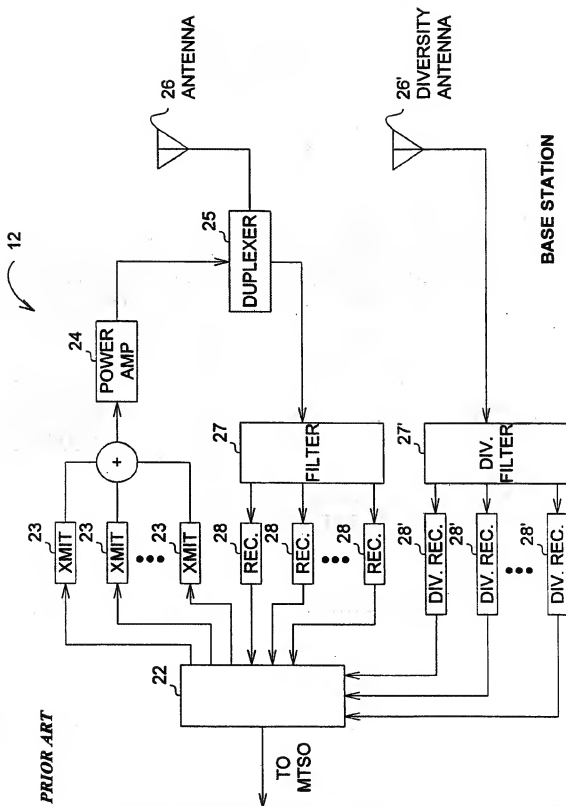 PRIOR ART
12
23
XMIT
23
XMIT
23
XMIT
+
24
POWER
AMP
25
DUPLEXER
26
ANTENNA
22
TO
MTSO
28
REC.
28
REC.
28
REC.
27
FILTER
28'
DIV. REC.
28'
DIV. REC.
28'
DIV. REC.
27'
DIV.
FILTER
26'
DIVERSITY
ANTENNA
BASE STATION